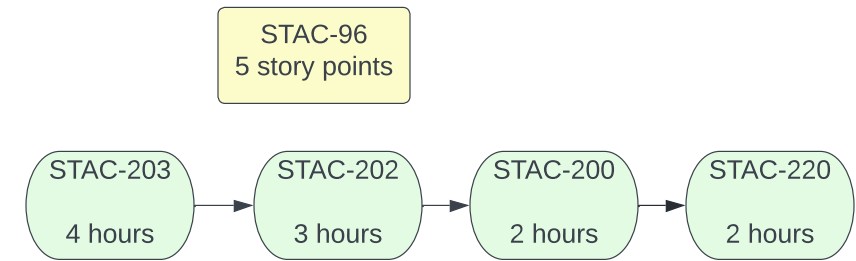 STAC-96
5 story points
STAC-203
4 hours
STAC-202
3 hours
STAC-200
2 hours
STAC-220
2 hours